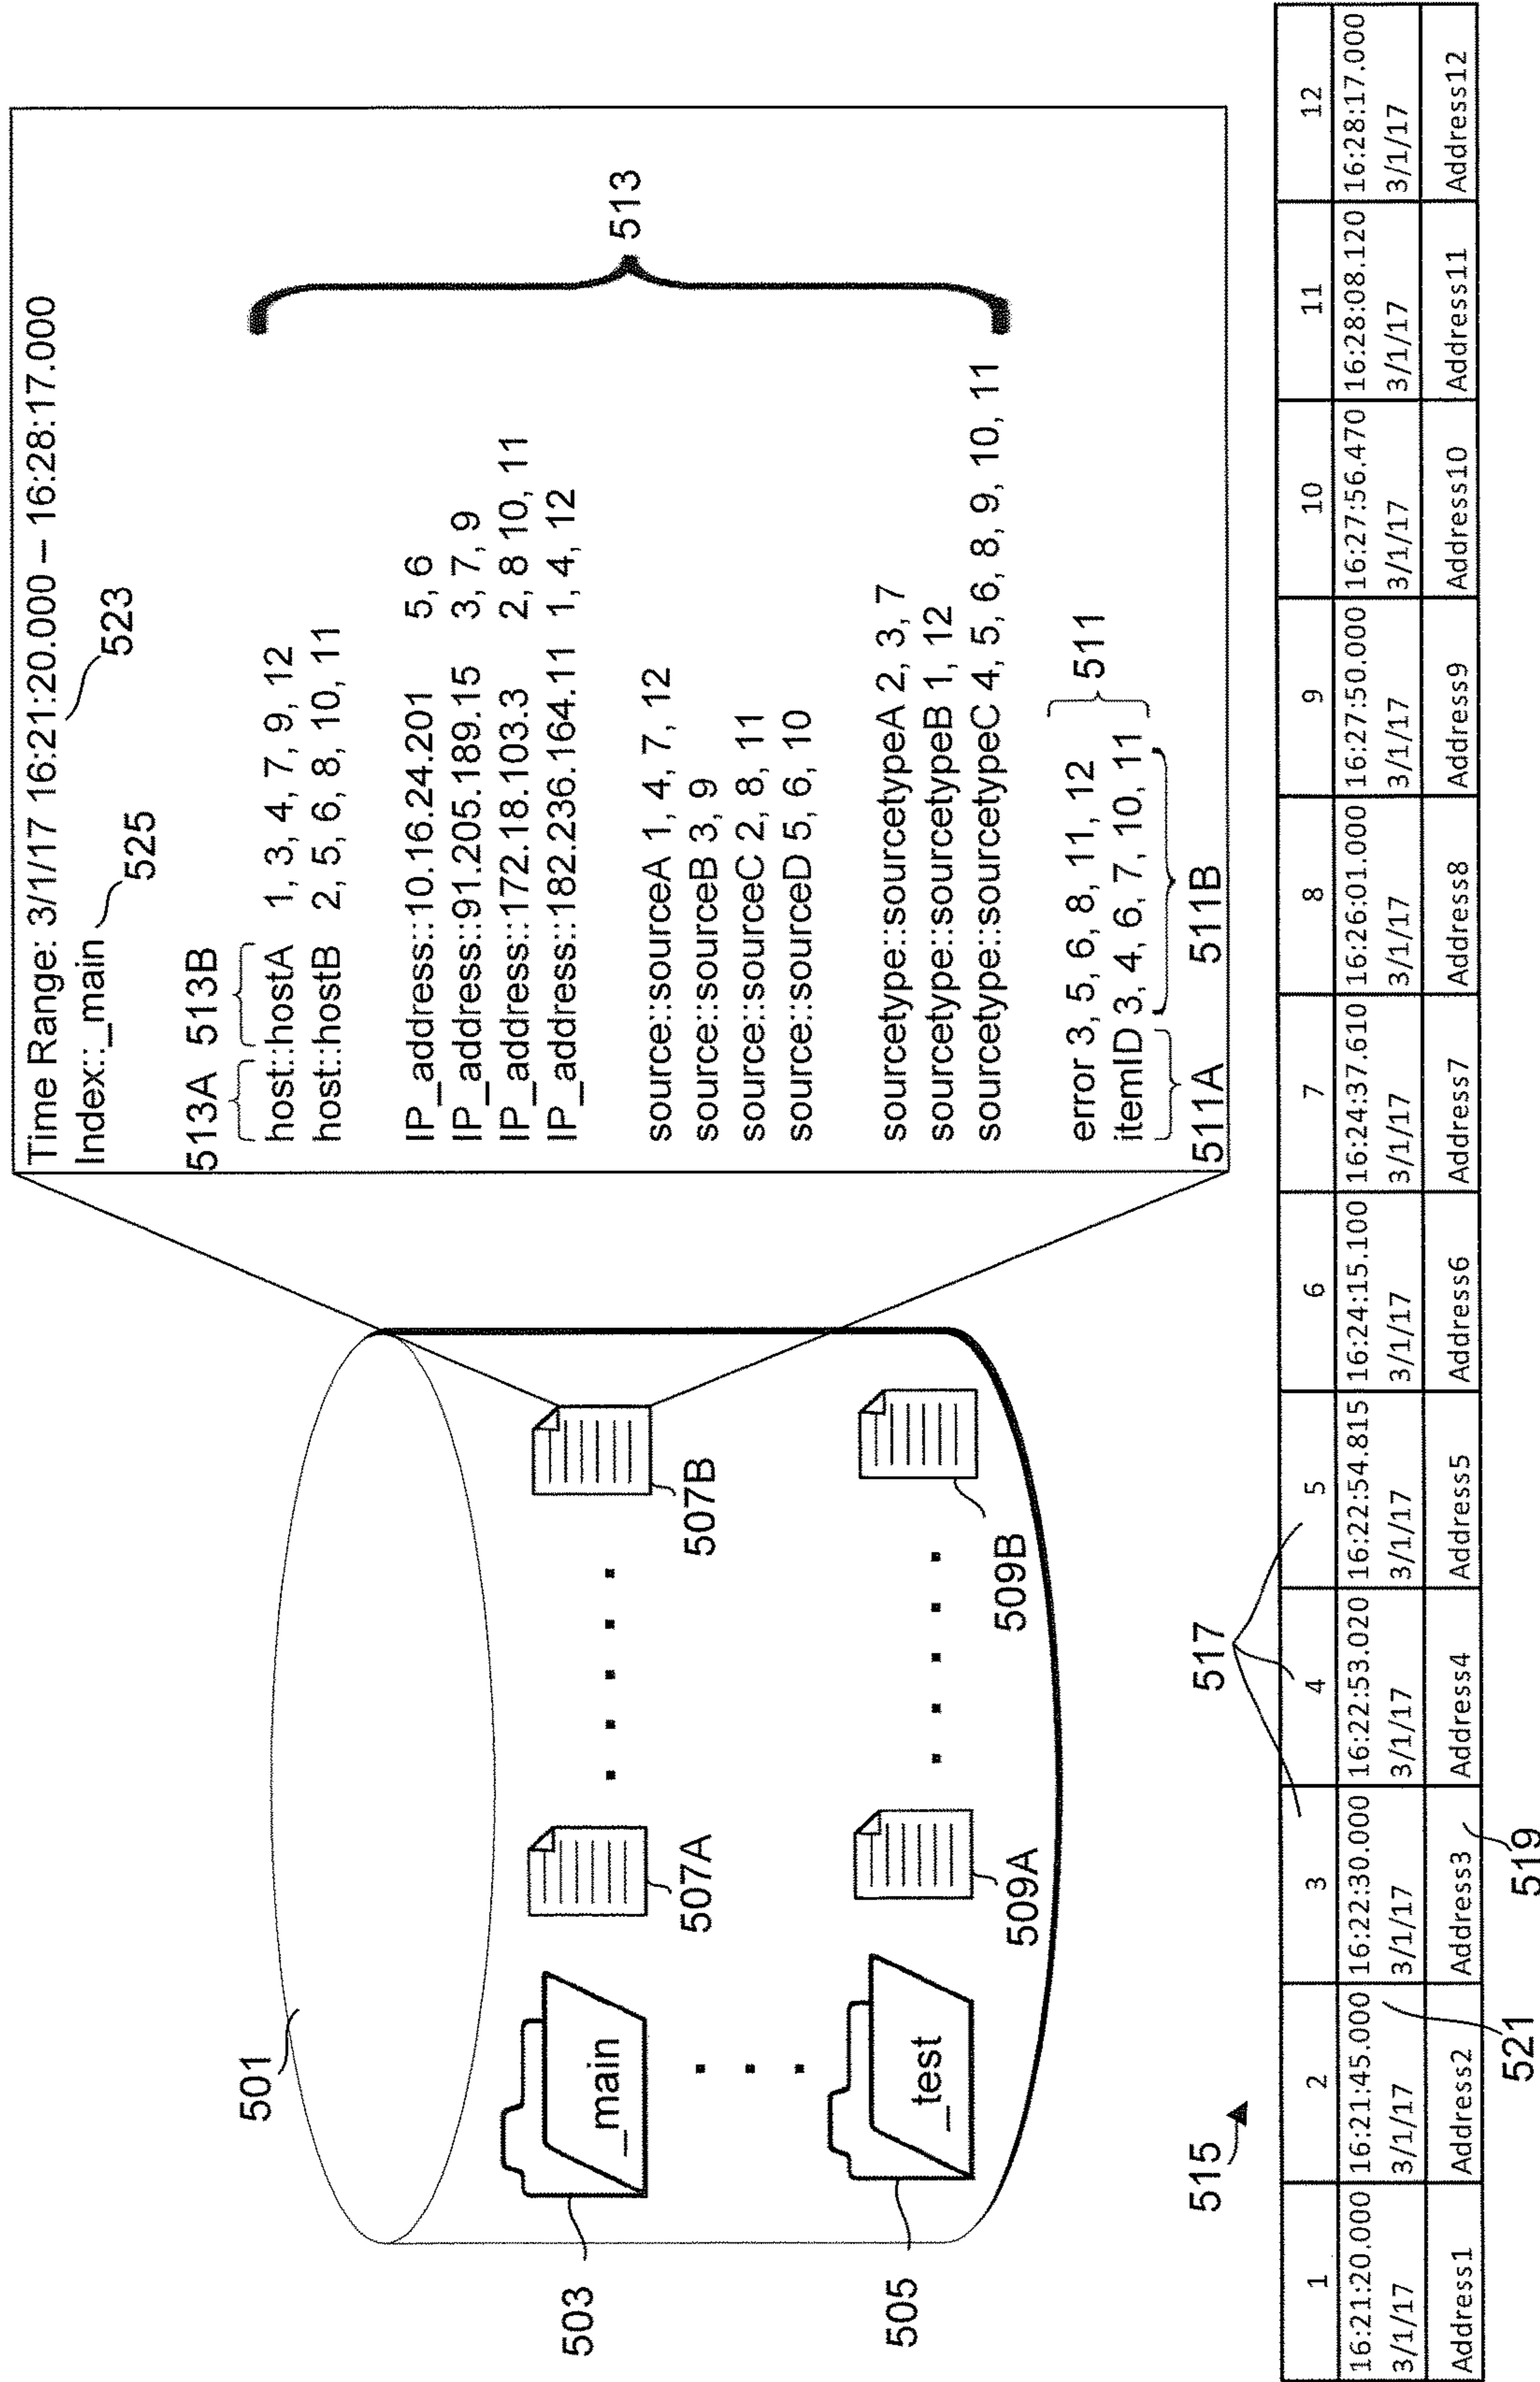 501
503
_main
507A
507B
505
_test
509A
509B
Time Range: 3/1/17 16:21:20.000 – 16:28:17.000
523
Index::_main
525
513A 513B
host::hostA 1, 3, 4, 7, 9, 12
host::hostB 2, 5, 6, 8, 10, 11
IP_address::10.16.24.201 5, 6
IP_address::91.205.189.15 3, 7, 9
IP_address::172.18.103.3 2, 8 10, 11
IP_address::182.236.164.11 1, 4, 12
source::sourceA 1, 4, 7, 12
source::sourceB 3, 9
source::sourceC 2, 8, 11
source::sourceD 5, 6, 10
sourcetype::sourcetypeA 2, 3, 7
sourcetype::sourcetypeB 1, 12
sourcetype::sourcetypeC 4, 5, 6, 8, 9, 10, 11
513
error 3, 5, 6, 8, 11, 12
itemID 3, 4, 6, 7, 10, 11
511
511A 511B
515
517
1 2 3 4 5 6 7 8 9 10 11 12
16:21:20.000 16:21:45.000 16:22:30.000 16:22:53.020 16:22:54.815 16:24:15.100 16:24:37.610 16:26:01.000 16:27:50.000 16:27:56.470 16:28:08.120 16:28:17.000
3/1/17 3/1/17 3/1/17 3/1/17 3/1/17 3/1/17 3/1/17 3/1/17 3/1/17 3/1/17 3/1/17 3/1/17
Address1 Address2 Address3 Address4 Address5 Address6 Address7 Address8 Address9 Address10 Address11 Address12
521
519